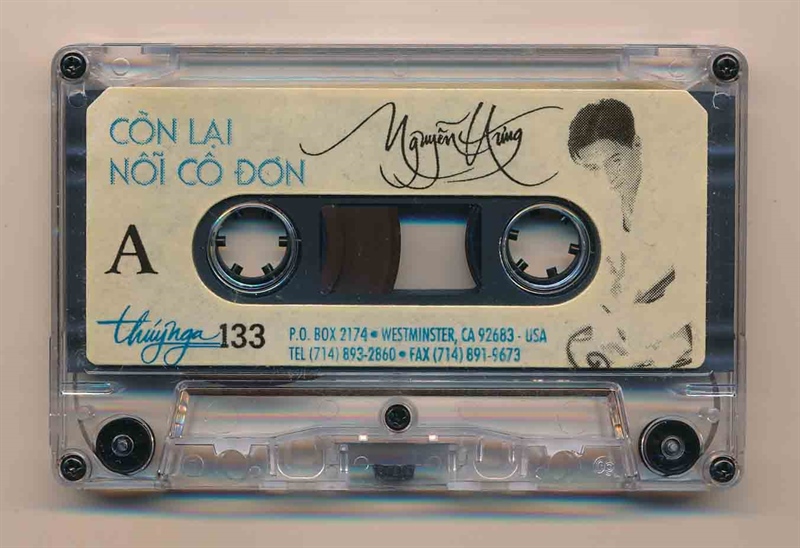 CÒN LẠI
NỖI CÔ ĐƠN
Nguyễn Hưng
A
thúy nga 133
P.O. BOX 2174 • WESTMINSTER, CA 92683 - USA
TEL (714) 893-2860 • FAX (714) 891-9673